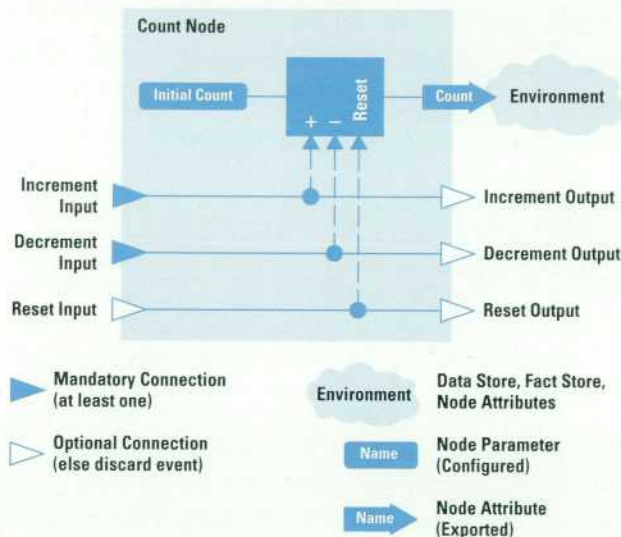 Count Node
Initial Count
+
−
Reset
Count
Environment
Increment
Input
Increment Output
Decrement
Input
Decrement Output
Reset Input
Reset Output
Mandatory Connection
(at least one)
Optional Connection
(else discard event)
Environment
Data Store, Fact Store,
Node Attributes
Name
Node Parameter
(Configured)
Name
Node Attribute
(Exported)